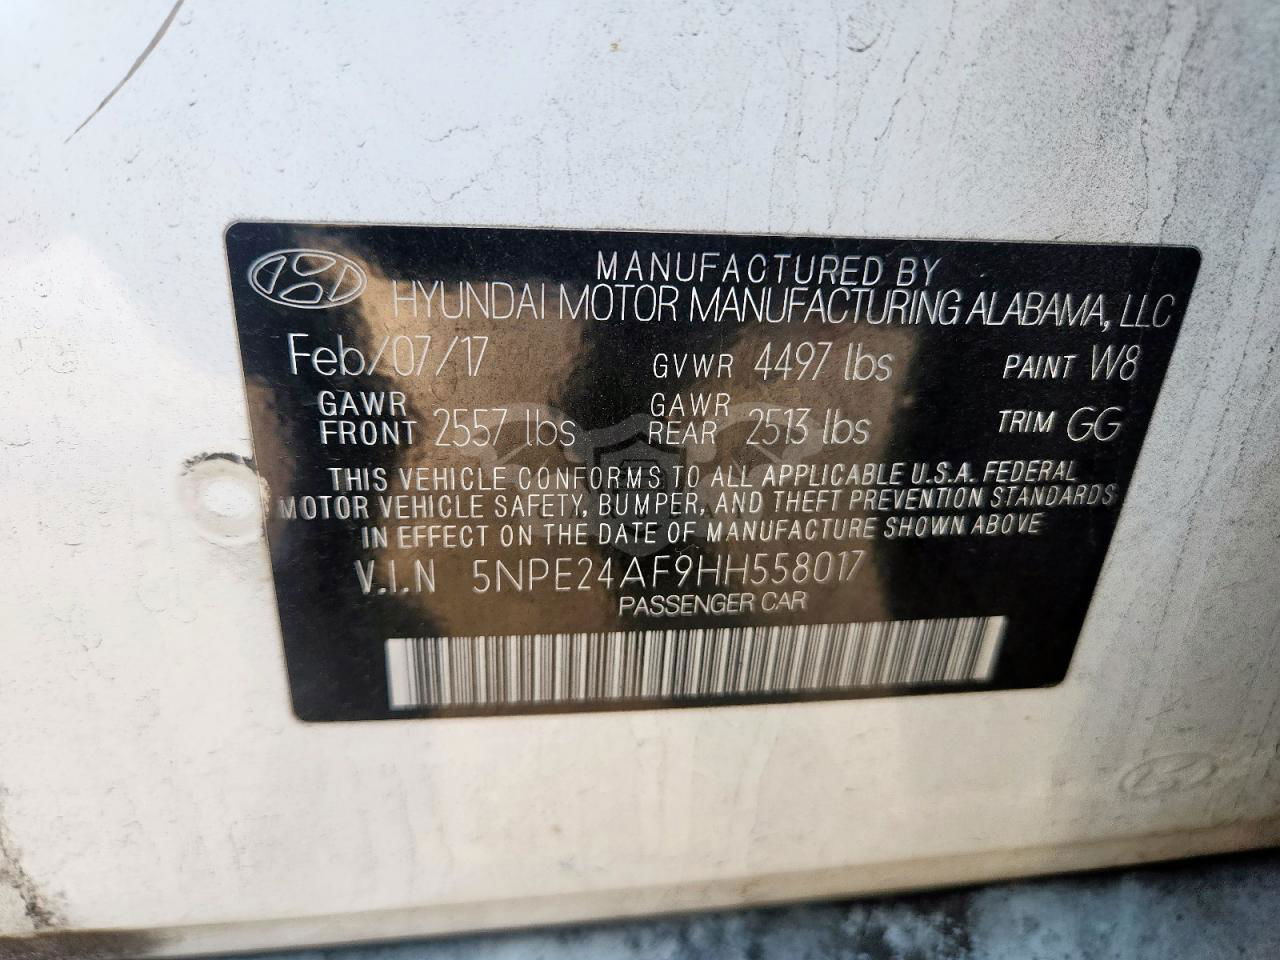 MANUFACTURED BY
HYUNDAI MOTOR MANUFACTURING ALABAMA, LLC
Feb/07/17 GVWR 4497 lbs PAINT W8
GAWR FRONT 2557 lbs GAWR REAR 2513 lbs TRIM GG
THIS VEHICLE CONFORMS TO ALL APPLICABLE U.S.A. FEDERAL
MOTOR VEHICLE SAFETY, BUMPER, AND THEFT PREVENTION STANDARDS
IN EFFECT ON THE DATE OF MANUFACTURE SHOWN ABOVE
V.I.N 5NPE24AF9HH558017
PASSENGER CAR